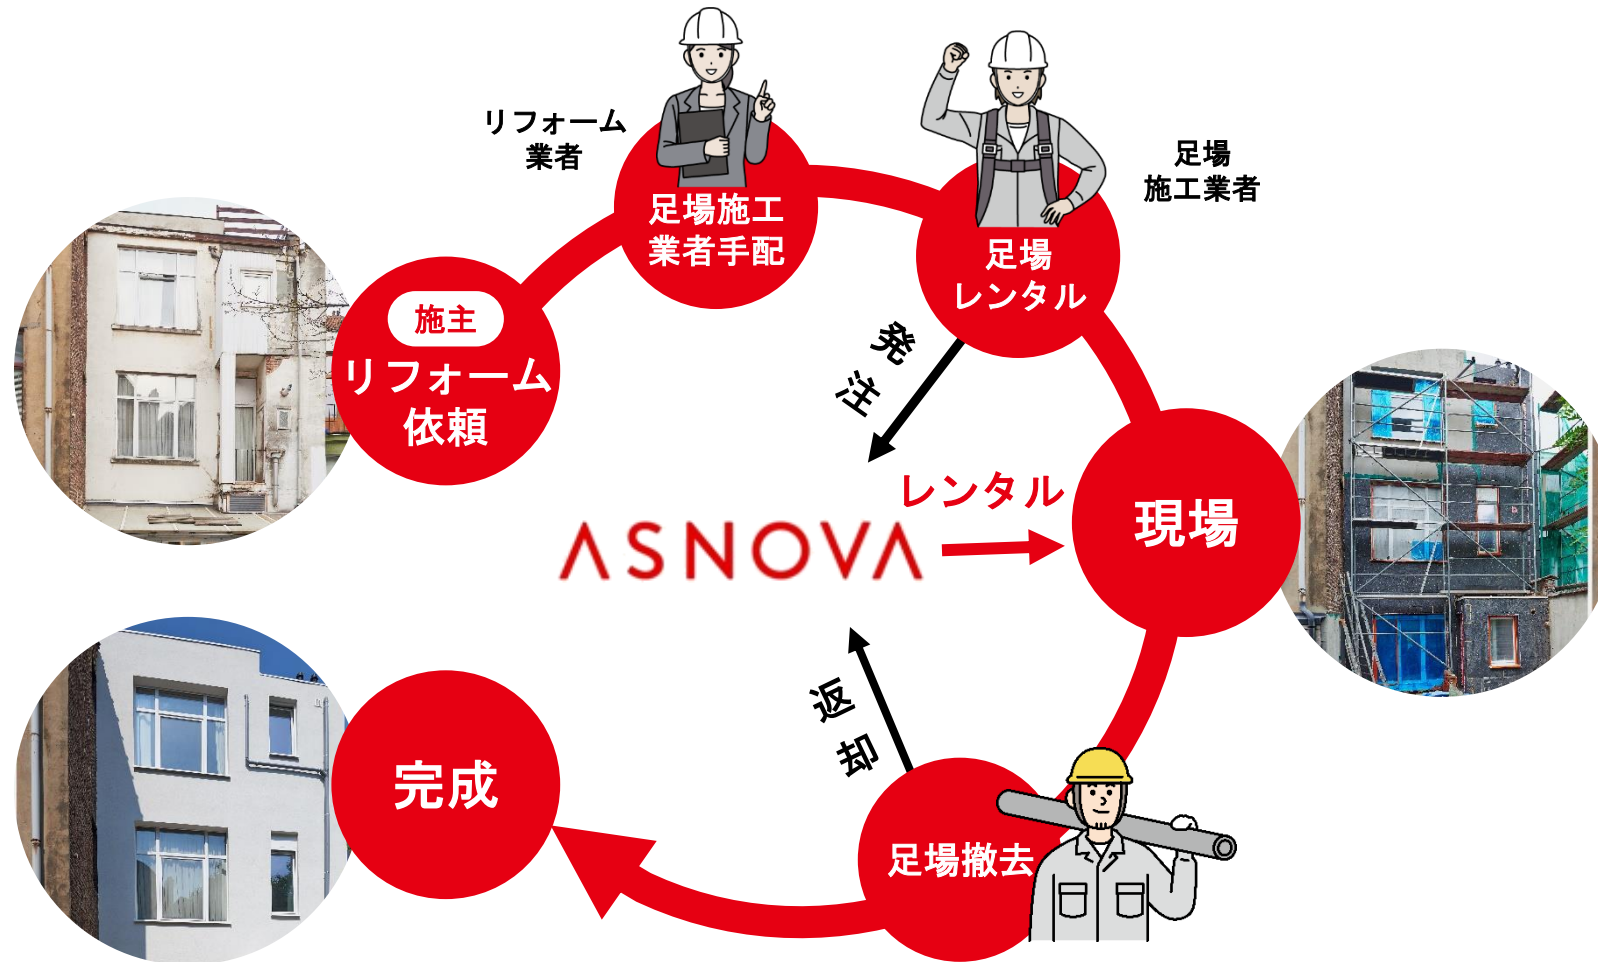 リフォーム
業者
足場施工
業者手配
足場
施工業者
足場
レンタル
施主
リフォーム
依頼
発注
レンタル
現場
ASNOVA
返却
足場撤去
完成